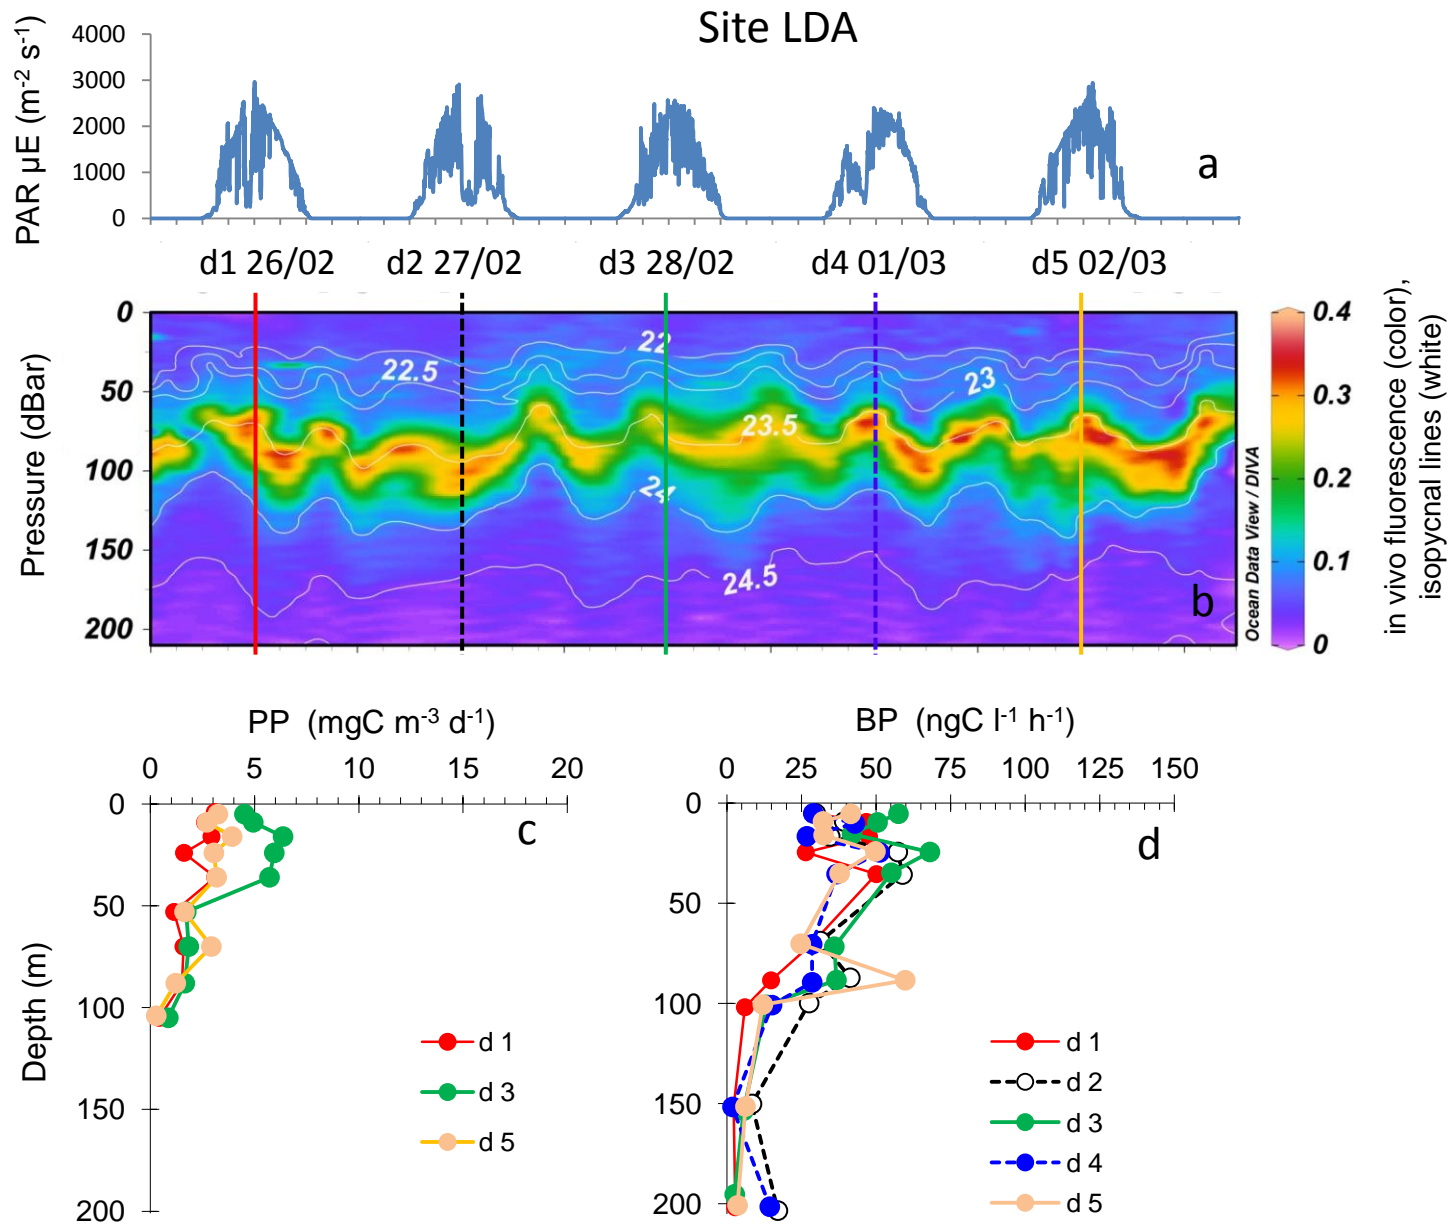 Site LDA
PAR µE (m-2 s-1)
4000
3000
2000
1000
0
a
d1 26/02 d2 27/02 d3 28/02 d4 01/03 d5 02/03
Pressure (dBar)
0
50
100
150
200
22
22.5
23
23.5
24
24.5
b
Ocean Data View / DIVA
0.4
0.3
0.2
0.1
0
in vivo fluorescence (color),
isopycnal lines (white)
PP (mgC m-3 d-1)
0 5 10 15 20
Depth (m)
0
50
100
150
200
c
d 1
d 3
d 5
BP (ngC l-1 h-1)
0 25 50 75 100 125 150
0
50
100
150
200
d
d 1
d 2
d 3
d 4
d 5